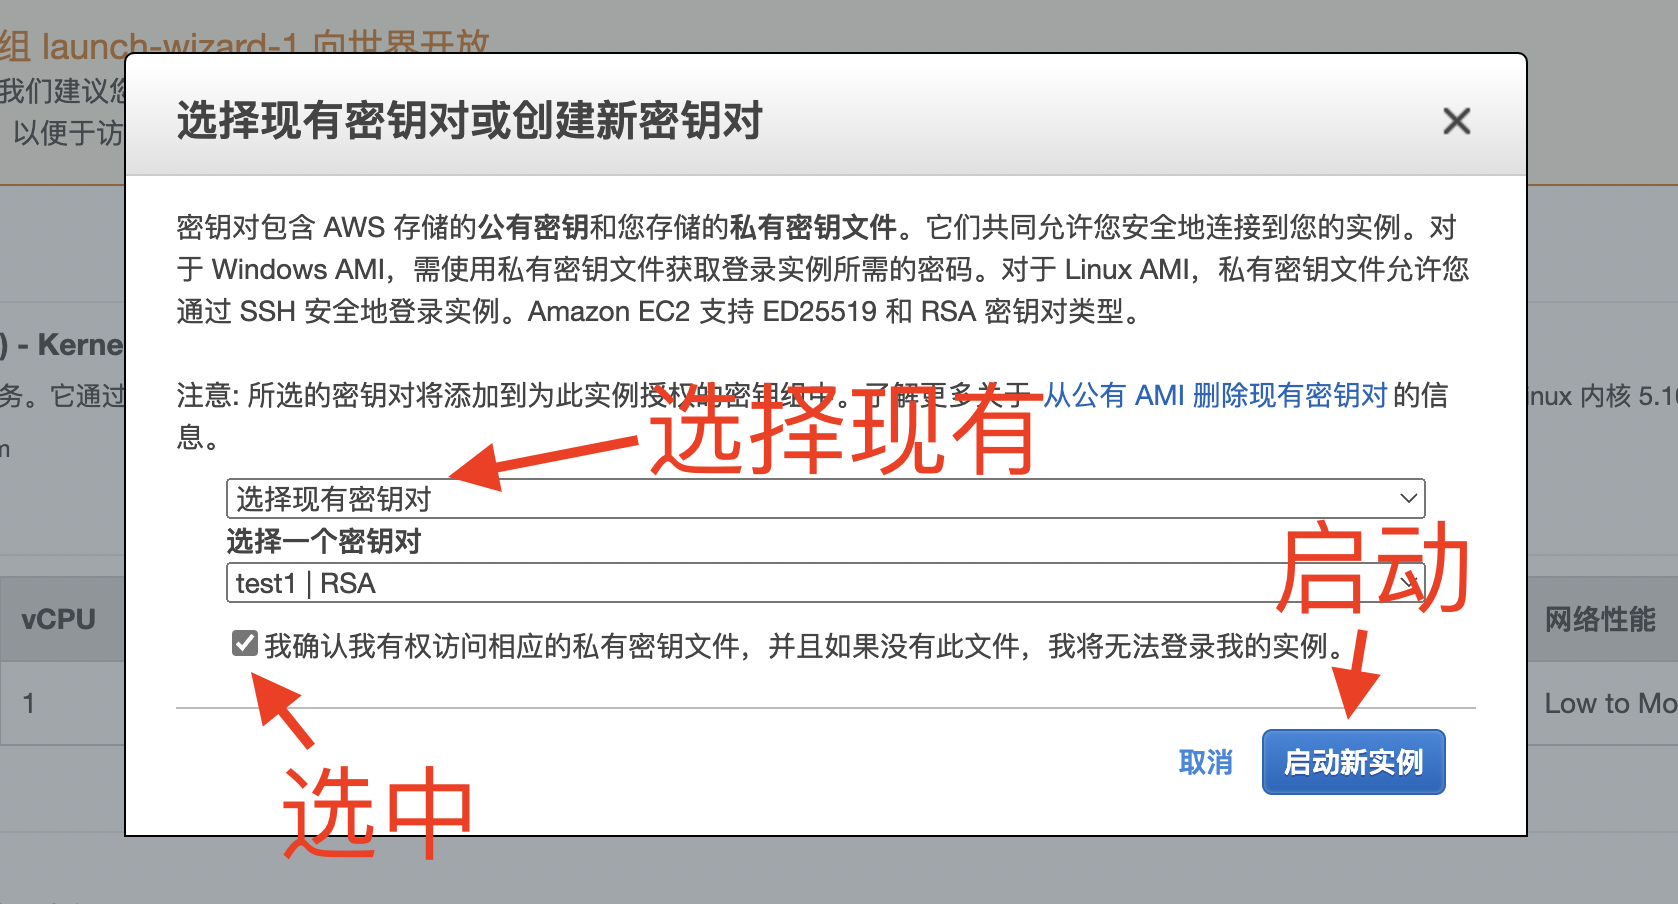 组 launch-wizard-1 向世界开放
我们建议您
以便于访
选择现有密钥对或创建新密钥对
密钥对包含 AWS 存储的公有密钥和您存储的私有密钥文件。它们共同允许您安全地连接到您的实例。对
于 Windows AMI，需使用私有密钥文件获取登录实例所需的密码。对于 Linux AMI，私有密钥文件允许您
通过 SSH 安全地登录实例。Amazon EC2 支持 ED25519 和 RSA 密钥对类型。
) - Kerne
务。它通过
inux 内核 5.10
注意: 所选的密钥对将添加到为此实例授权的密钥组中。了解更多关于 从公有 AMI 删除现有密钥对 的信
息。
选择现有
选择现有密钥对
选择一个密钥对
启动
test1 | RSA
vCPU
网络性能
我确认我有权访问相应的私有密钥文件，并且如果没有此文件，我将无法登录我的实例。
1
Low to Mo
取消
启动新实例
选中